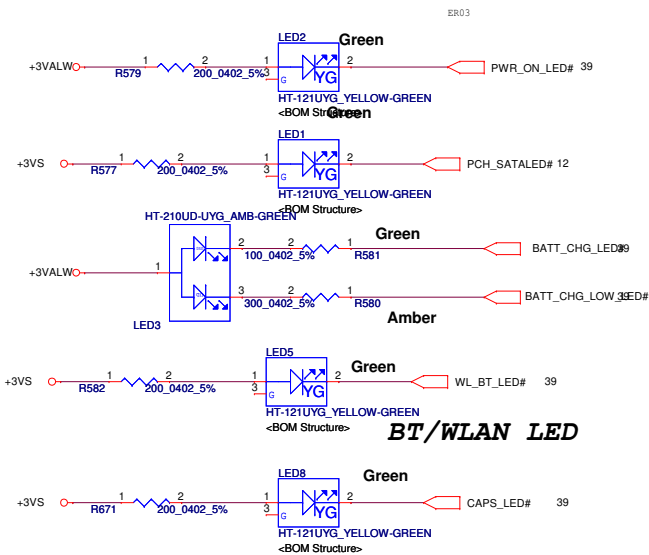 ER03
LED2
Green
+3VALW
1
2
1
3
2
PWR_ON_LED# 39
R579
200_0402_5%
G
YG
HT-121UYG_YELLOW-GREEN
<BOM Structure>
Green
LED1
+3VS
1
2
1
3
2
PCH_SATALED# 12
R577
200_0402_5%
G
YG
HT-121UYG_YELLOW-GREEN
<BOM Structure>
HT-210UD-UYG_AMB-GREEN
Green
2
2
1
BATT_CHG_LED# 39
100_0402_5%
R581
+3VALW
1
3
2
1
BATT_CHG_LOW_LED# 39
300_0402_5%
R580
LED3
Amber
LED5
Green
+3VS
1
2
1
3
2
WL_BT_LED# 39
R582
200_0402_5%
G
YG
HT-121UYG_YELLOW-GREEN
<BOM Structure>
BT/WLAN LED
LED8
Green
+3VS
1
2
1
3
2
CAPS_LED# 39
R671
200_0402_5%
G
YG
HT-121UYG_YELLOW-GREEN
<BOM Structure>